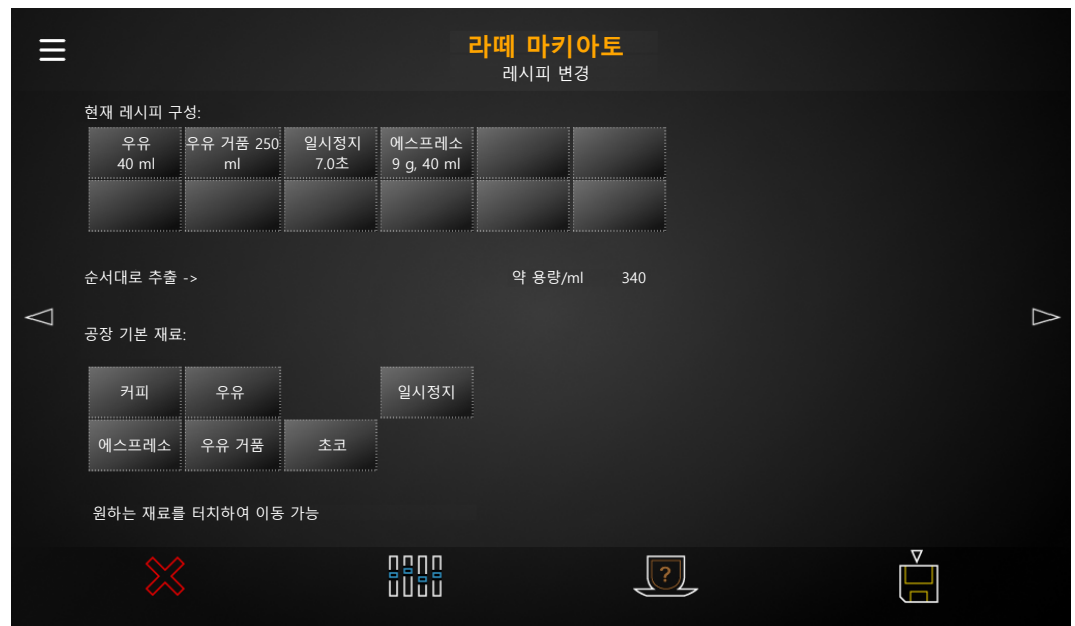 라떼 마키아토
레시피 변경
현재 레시피 구성:
우유
40 ml
우유 거품 250
ml
일시정지
7.0초
에스프레소
9 g, 40 ml
순서대로 추출 ->
약 용량/ml 340
공장 기본 재료:
커피 우유 일시정지
에스프레소 우유 거품 초코
원하는 재료를 터치하여 이동 가능
?